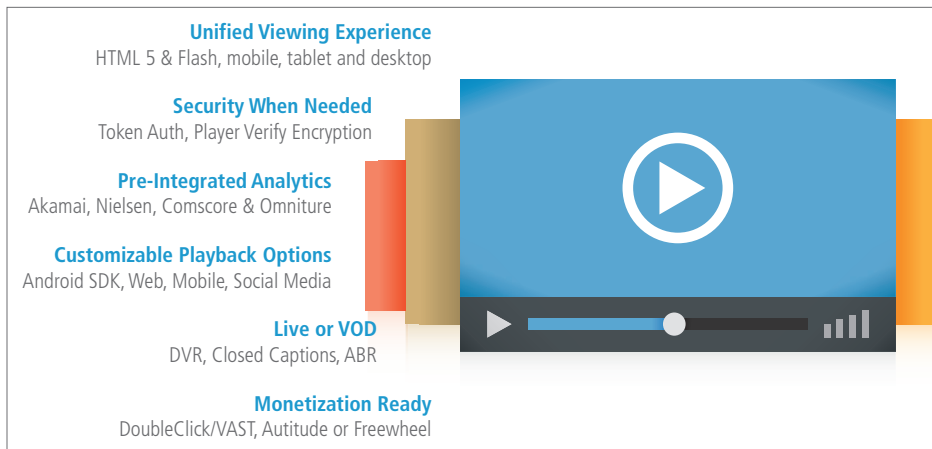 Unified Viewing Experience
HTML 5 & Flash, mobile, tablet and desktop
Security When Needed
Token Auth, Player Verify Encryption
Pre-Integrated Analytics
Akamai, Nielsen, Comscore & Omniture
Customizable Playback Options
Android SDK, Web, Mobile, Social Media
Live or VOD
DVR, Closed Captions, ABR
Monetization Ready
DoubleClick/VAST, Autitude or Freewheel